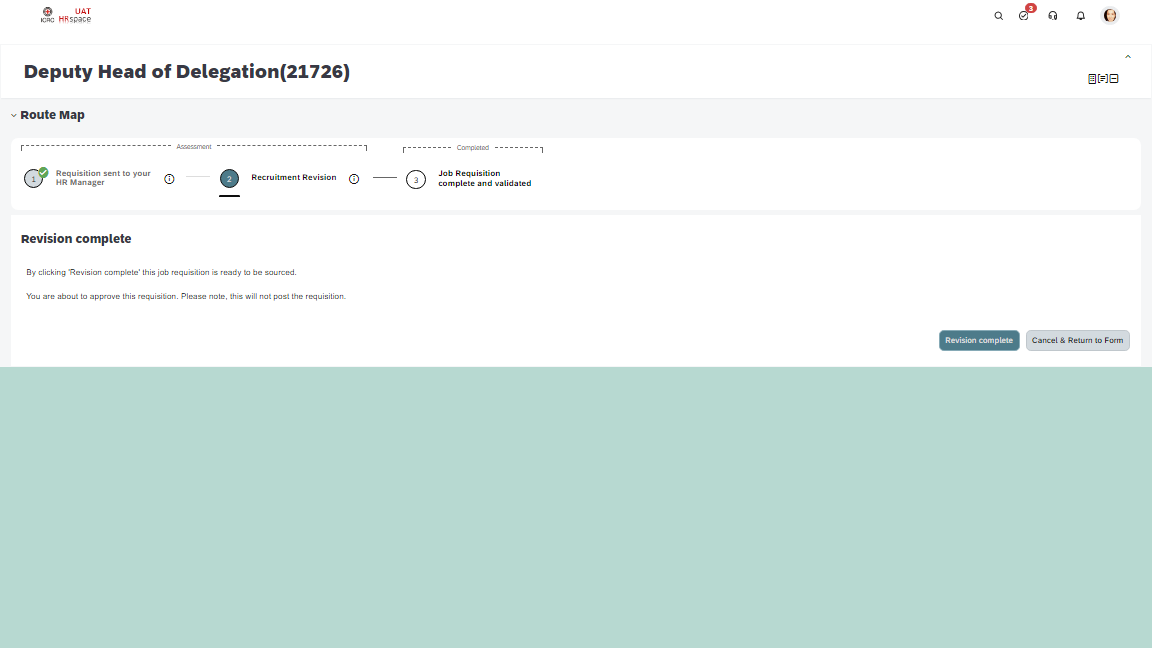 ICRC
UAT
HRspace
3
Deputy Head of Delegation(21726)
Route Map
Assessment
Completed
1
Requisition sent to your
HR Manager
2
Recruitment Revision
3
Job Requisition
complete and validated
Revision complete
By clicking 'Revision complete' this job requisition is ready to be sourced.
You are about to approve this requisition. Please note, this will not post the requisition.
Revision complete
Cancel & Return to Form